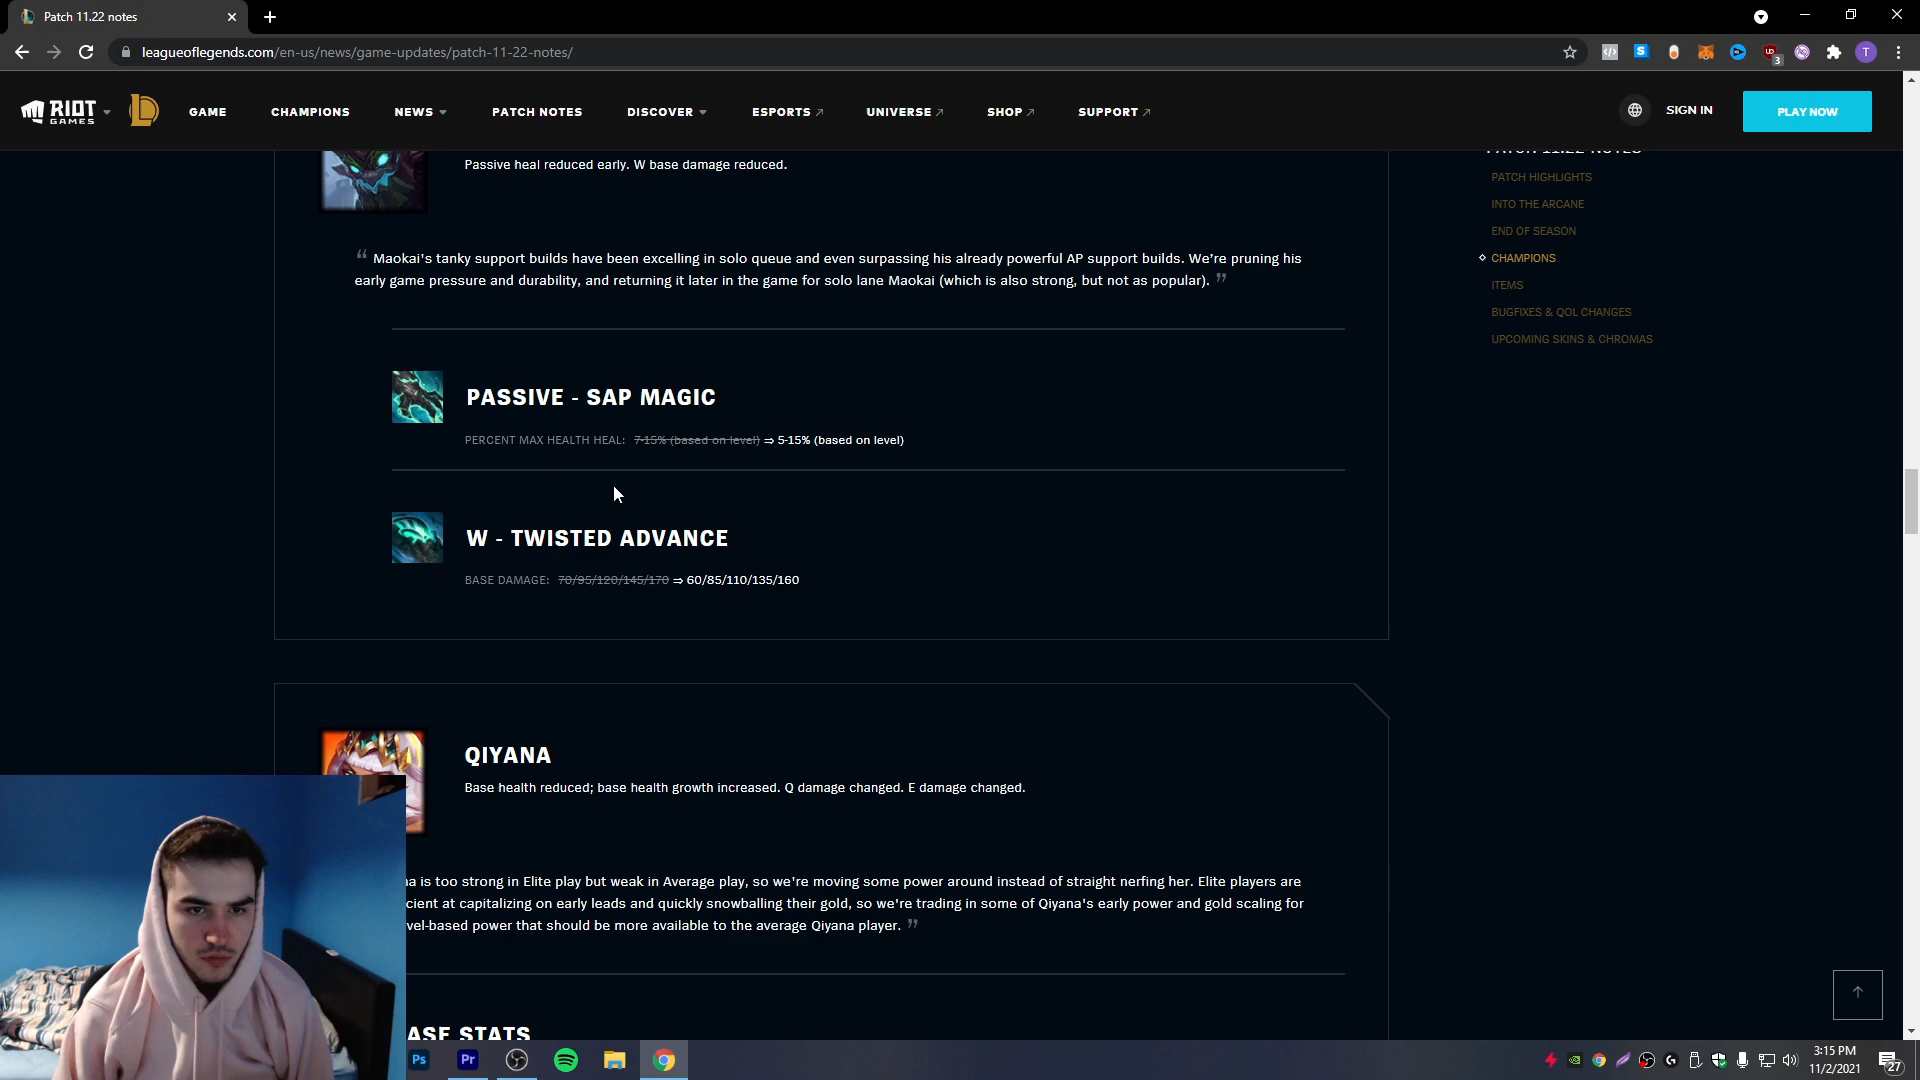 Patch 11.22 notes
leagueoflegends.com/en-us/news/game-updates/patch-11-22-notes/
UD
3
T
RIOT GAMES
GAME
CHAMPIONS
NEWS
PATCH NOTES
DISCOVER
ESPORTS
UNIVERSE
SHOP
SUPPORT
SIGN IN
PLAY NOW
Passive heal reduced early. W base damage reduced.
PATCH 11.22 NOTES
PATCH HIGHLIGHTS
INTO THE ARCANE
END OF SEASON
CHAMPIONS
ITEMS
BUGFIXES & QOL CHANGES
UPCOMING SKINS & CHROMAS
“ Maokai's tanky support builds have been excelling in solo queue and even surpassing his already powerful AP support builds. We're pruning his
early game pressure and durability, and returning it later in the game for solo lane Maokai (which is also strong, but not as popular). ”
PASSIVE - SAP MAGIC
PERCENT MAX HEALTH HEAL: 7-15% (based on level) ⇒ 5-15% (based on level)
W - TWISTED ADVANCE
BASE DAMAGE: 70/95/120/145/170 ⇒ 60/85/110/135/160
QIYANA
Base health reduced; base health growth increased. Q damage changed. E damage changed.
na is too strong in Elite play but weak in Average play, so we're moving some power around instead of straight nerfing her. Elite players are
cient at capitalizing on early leads and quickly snowballing their gold, so we're trading in some of Qiyana's early power and gold scaling for
vel-based power that should be more available to the average Qiyana player. ”
ASE STATS
Ps
Pr
3:15 PM
11/2/2021
27